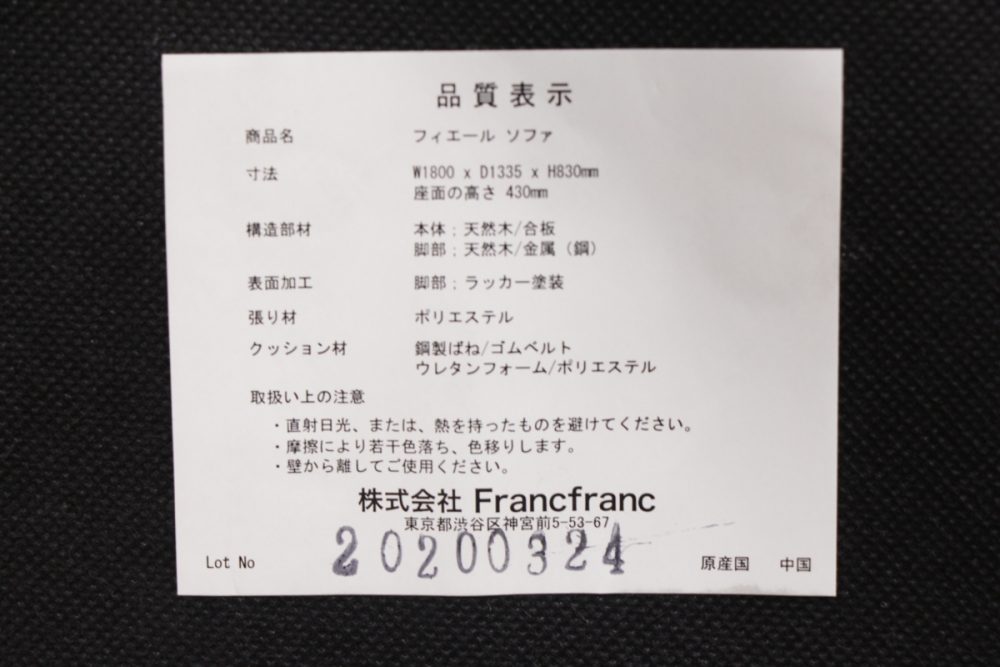 品質表示
商品名 フィエール ソファ
寸法 W1800 x D1335 x H830mm
座面の高さ 430mm
構造部材 本体：天然木/合板
脚部：天然木/金属（鋼）
表面加工 脚部：ラッカー塗装
張り材 ポリエステル
クッション材 鋼製ばね/ゴムベルト
ウレタンフォーム/ポリエステル
取扱い上の注意
・直射日光、または、熱を持ったものを避けてください。
・摩擦により若干色落ち、色移りします。
・壁から離してご使用ください。
株式会社 Francfranc
東京都渋谷区神宮前5-53-67
Lot No 20200324 原産国 中国